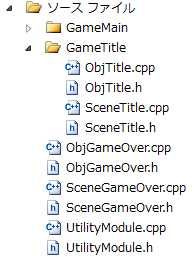 ソース ファイル
GameMain
GameTitle
ObjTitle.cpp
ObjTitle.h
SceneTitle.cpp
SceneTitle.h
ObjGameOver.cpp
ObjGameOver.h
SceneGameOver.cpp
SceneGameOver.h
UtilityModule.cpp
UtilityModule.h